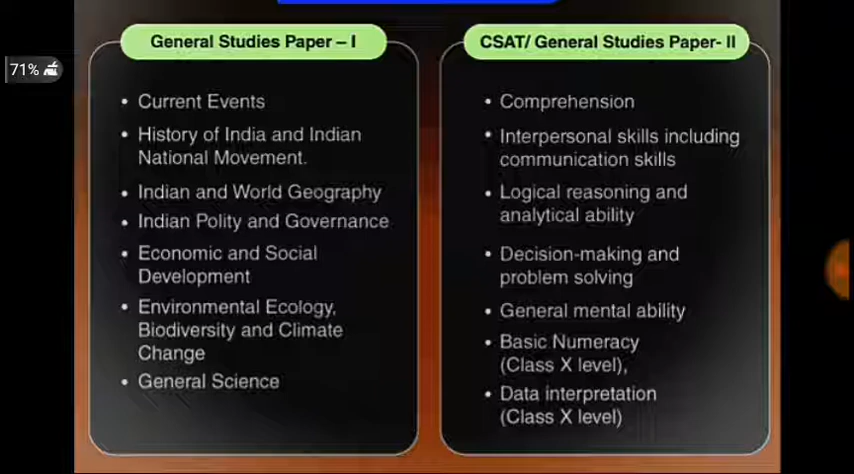 General Studies Paper – I
71%
Current Events
History of India and Indian
National Movement.
Indian and World Geography
Indian Polity and Governance
Economic and Social
Development
Environmental Ecology,
Biodiversity and Climate
Change
General Science
CSAT/ General Studies Paper- II
Comprehension
Interpersonal skills including
communication skills
Logical reasoning and
analytical ability
Decision-making and
problem solving
General mental ability
Basic Numeracy
(Class X level),
Data interpretation
(Class X level)